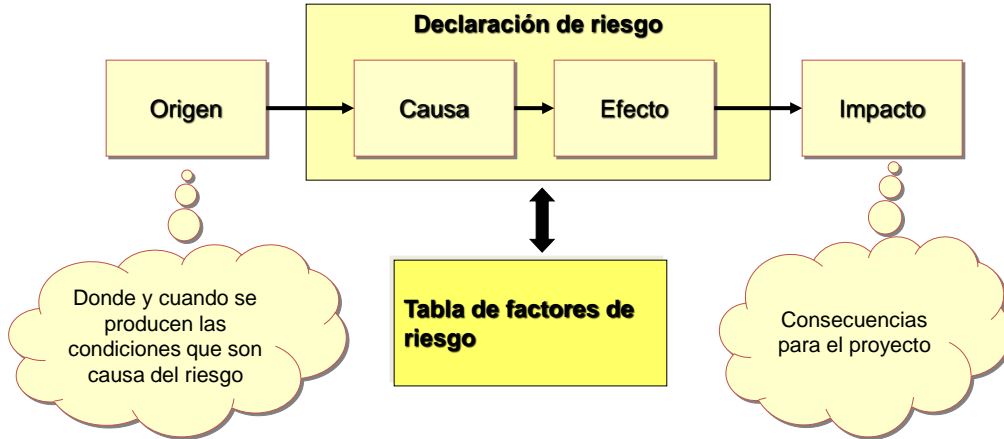 Declaración de riesgo
Origen
Causa
Efecto
Impacto
Donde y cuando se
producen las
condiciones que son
causa del riesgo
Tabla de factores de
riesgo
Consecuencias
para el proyecto